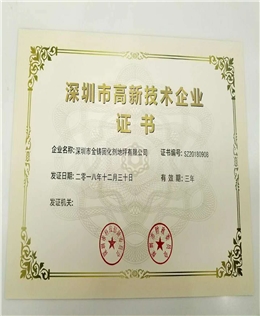 深圳市高新技术企业
证书
企业名称:深圳市金镁固化剂地坪有限公司 证书编号:SZ20180908
发证日期:二零一八年十二月三十日 有效期:三年
发证机关: